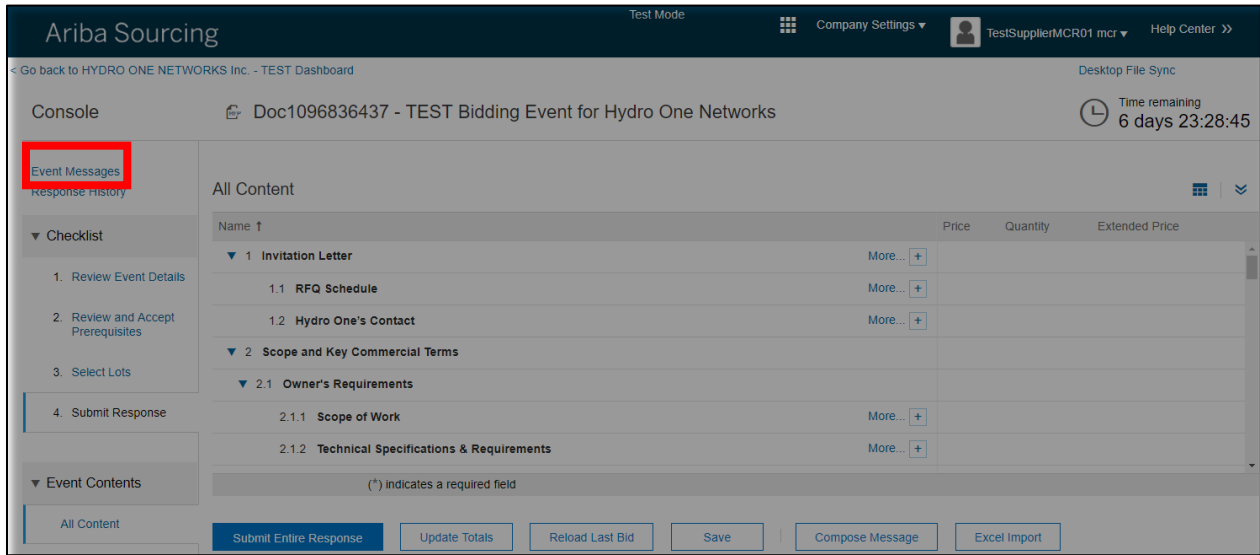 Ariba Sourcing
Test Mode
Company Settings ▾
TestSupplierMCR01 mcr ▾
Help Center >>
< Go back to HYDRO ONE NETWORKS Inc. - TEST Dashboard
Desktop File Sync
Console
Doc1096836437 - TEST Bidding Event for Hydro One Networks
Time remaining
6 days 23:28:45
Event Messages
Response History
▼ Checklist
1. Review Event Details
2. Review and Accept
Prerequisites
3. Select Lots
4. Submit Response
▼ Event Contents
All Content
All Content
Name ↑ Price Quantity Extended Price
▼ 1 Invitation Letter More... +
1.1 RFQ Schedule More... +
1.2 Hydro One's Contact More... +
▼ 2 Scope and Key Commercial Terms
▼ 2.1 Owner's Requirements
2.1.1 Scope of Work More... +
2.1.2 Technical Specifications & Requirements More... +
(*) indicates a required field
Submit Entire Response Update Totals Reload Last Bid Save Compose Message Excel Import